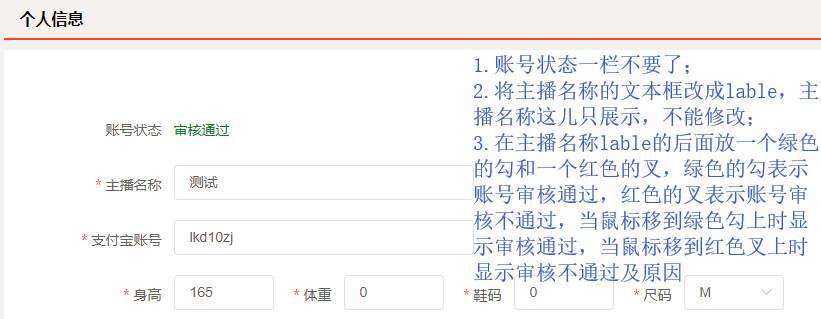 个人信息
1.账号状态一栏不要了;
2.将主播名称的文本框改成lable，主
播名称这儿只展示，不能修改;
3.在主播名称lable的后面放一个绿色
的勾和一个红色的叉，绿色的勾表示
账号审核通过，红色的叉表示账号审
核不通过，当鼠标移到绿色勾上时显
示审核通过，当鼠标移到红色叉上时
显示审核不通过及原因
账号状态 审核通过
* 主播名称 测试
* 支付宝账号 lkd10zj
* 身高 165 * 体重 0 * 鞋码 0 * 尺码 M